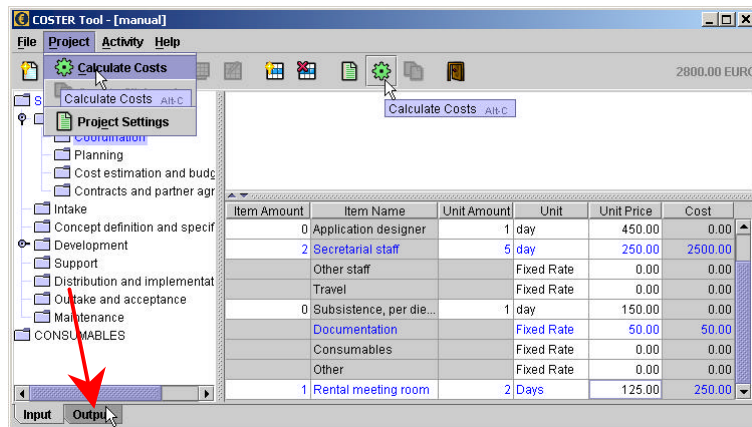 COSTER Tool - [manual]
File Project Activity Help
Calculate Costs
2800.00 EURO
Calculate Costs Alt-C
Calculate Costs Alt-C
Project Settings
Coordination
Planning
Cost estimation and budg
Contracts and partner agr
Intake
Concept definition and specif
Development
Support
Distribution and implementat
Outtake and acceptance
Maintenance
CONSUMABLES
Item Amount Item Name Unit Amount Unit Unit Price Cost
0 Application designer 1 day 450.00 0.00
2 Secretarial staff 5 day 250.00 2500.00
Other staff Fixed Rate 0.00 0.00
Travel Fixed Rate 0.00 0.00
0 Subsistence, per die... 1 day 150.00 0.00
Documentation Fixed Rate 50.00 50.00
Consumables Fixed Rate 0.00 0.00
Other Fixed Rate 0.00 0.00
1 Rental meeting room 2 Days 125.00 250.00
Input Output